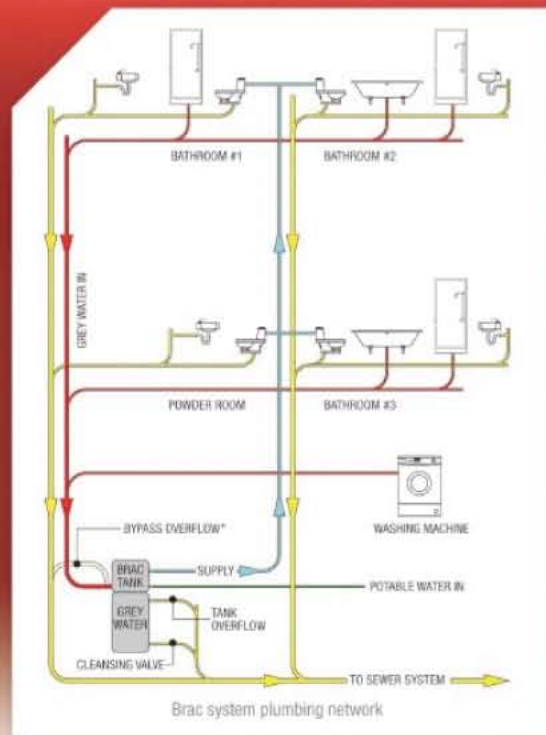 BATHROOM #1
BATHROOM #2
GREY WATER IN
POWDER ROOM
BATHROOM #3
WASHING MACHINE
BYPASS OVERFLOW*
BRAC
TANK
SUPPLY
POTABLE WATER IN
GREY
WATER
TANK
OVERFLOW
CLEANSING VALVE
TO SEWER SYSTEM
Brac system plumbing network